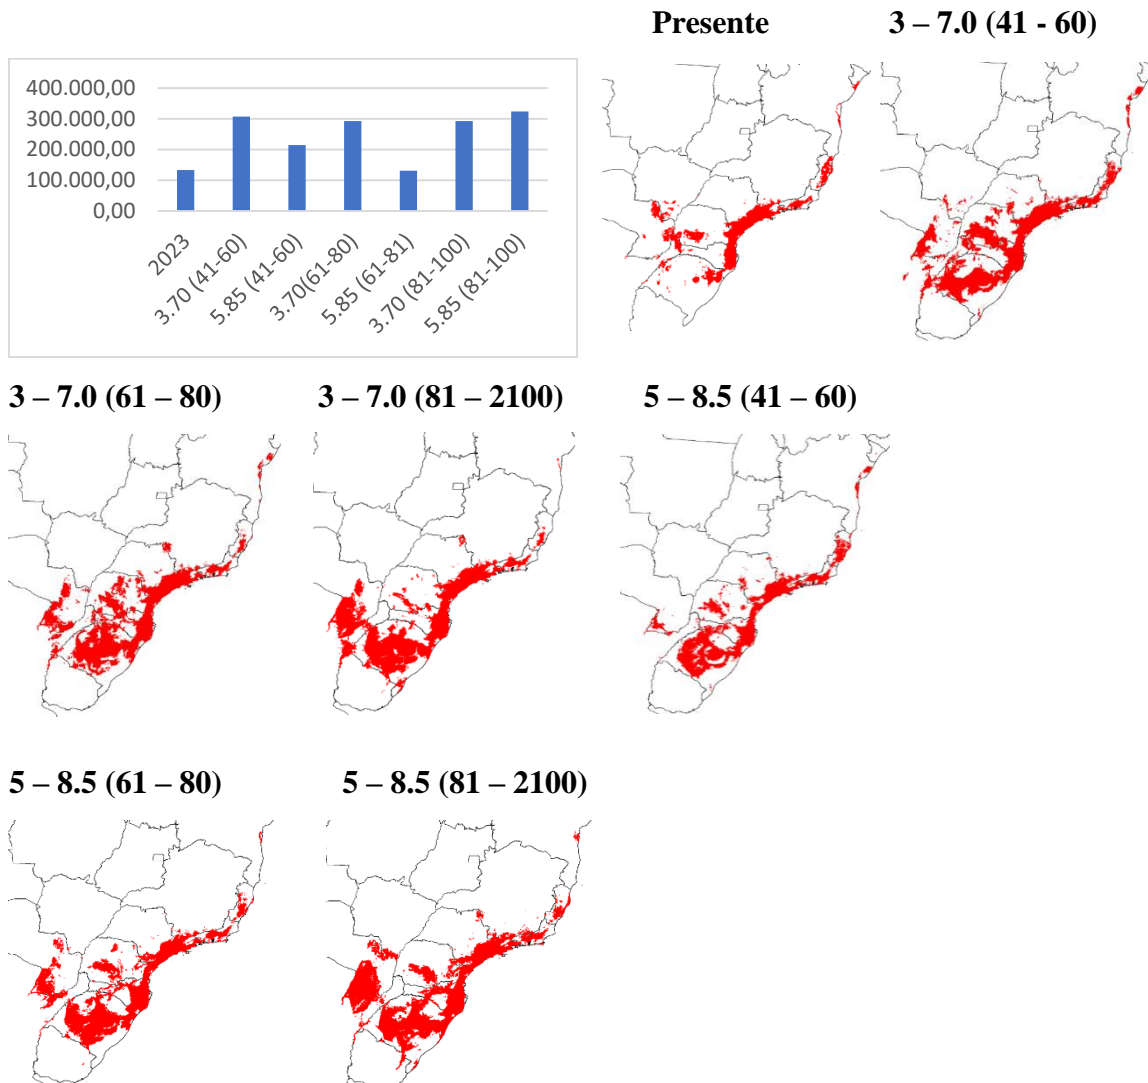 Presente
3 – 7.0 (41 - 60)
400.000,00
300.000,00
200.000,00
100.000,00
0,00
2023
3.70 (41-60)
5.85 (41-60)
3.70(61-80)
5.85 (61-81)
3.70 (81-100)
5.85 (81-100)
3 – 7.0 (61 – 80)
3 – 7.0 (81 – 2100)
5 – 8.5 (41 – 60)
5 – 8.5 (61 – 80)
5 – 8.5 (81 – 2100)